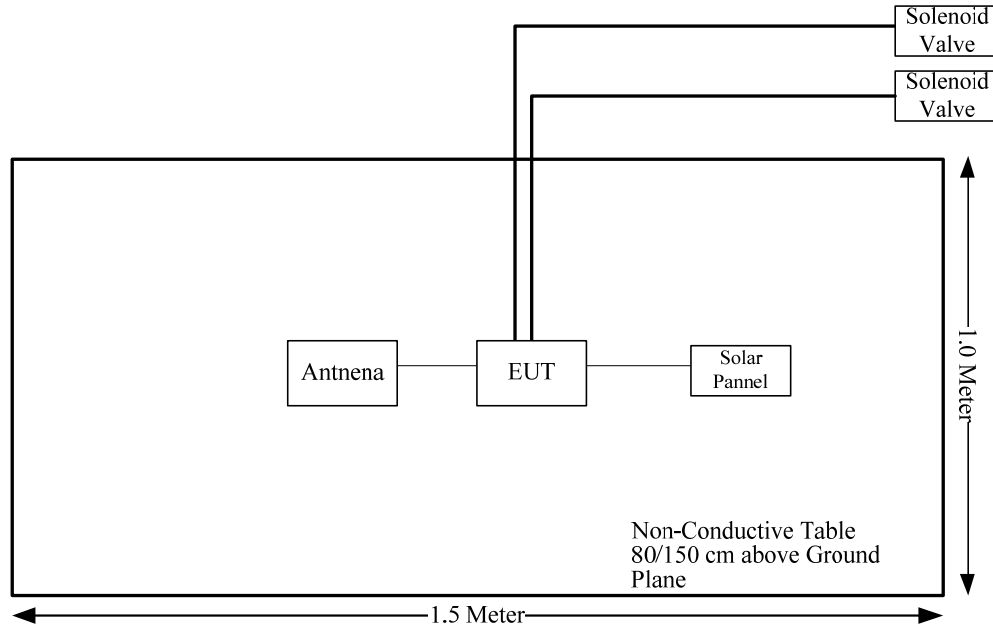 Solenoid
Valve
Solenoid
Valve
Antnena
EUT
Solar
Pannel
1.0 Meter
Non-Conductive Table
80/150 cm above Ground
Plane
1.5 Meter